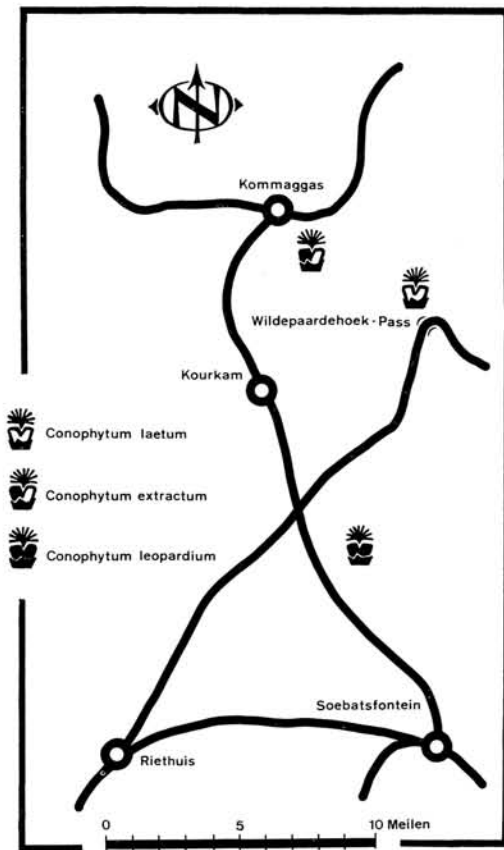 N
Kommaggas
Wildepaardehoek-Pass
Kourkam
Conophytum laetum
Conophytum extractum
Conophytum leopardium
Soebatsfontein
Riethuis
0 5 10 Meilen